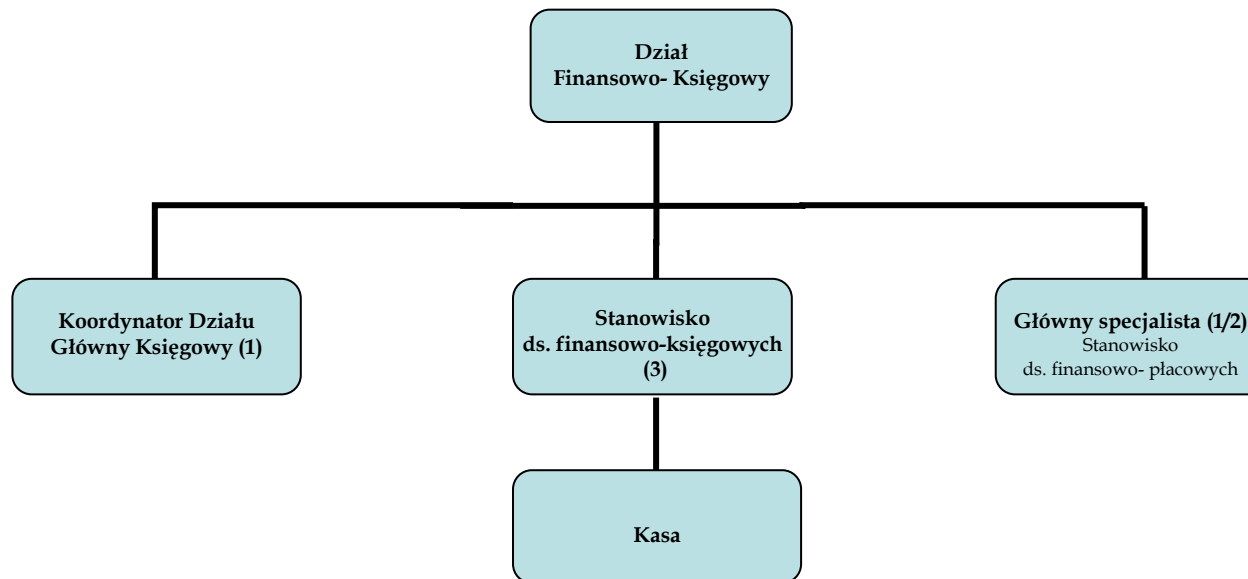 Dział
Finansowo- Księgowy
Koordynator Działu
Główny Księgowy (1)
Stanowisko
ds. finansowo-księgowych
(3)
Główny specjalista (1/2)
Stanowisko
ds. finansowo- płacowych
Kasa